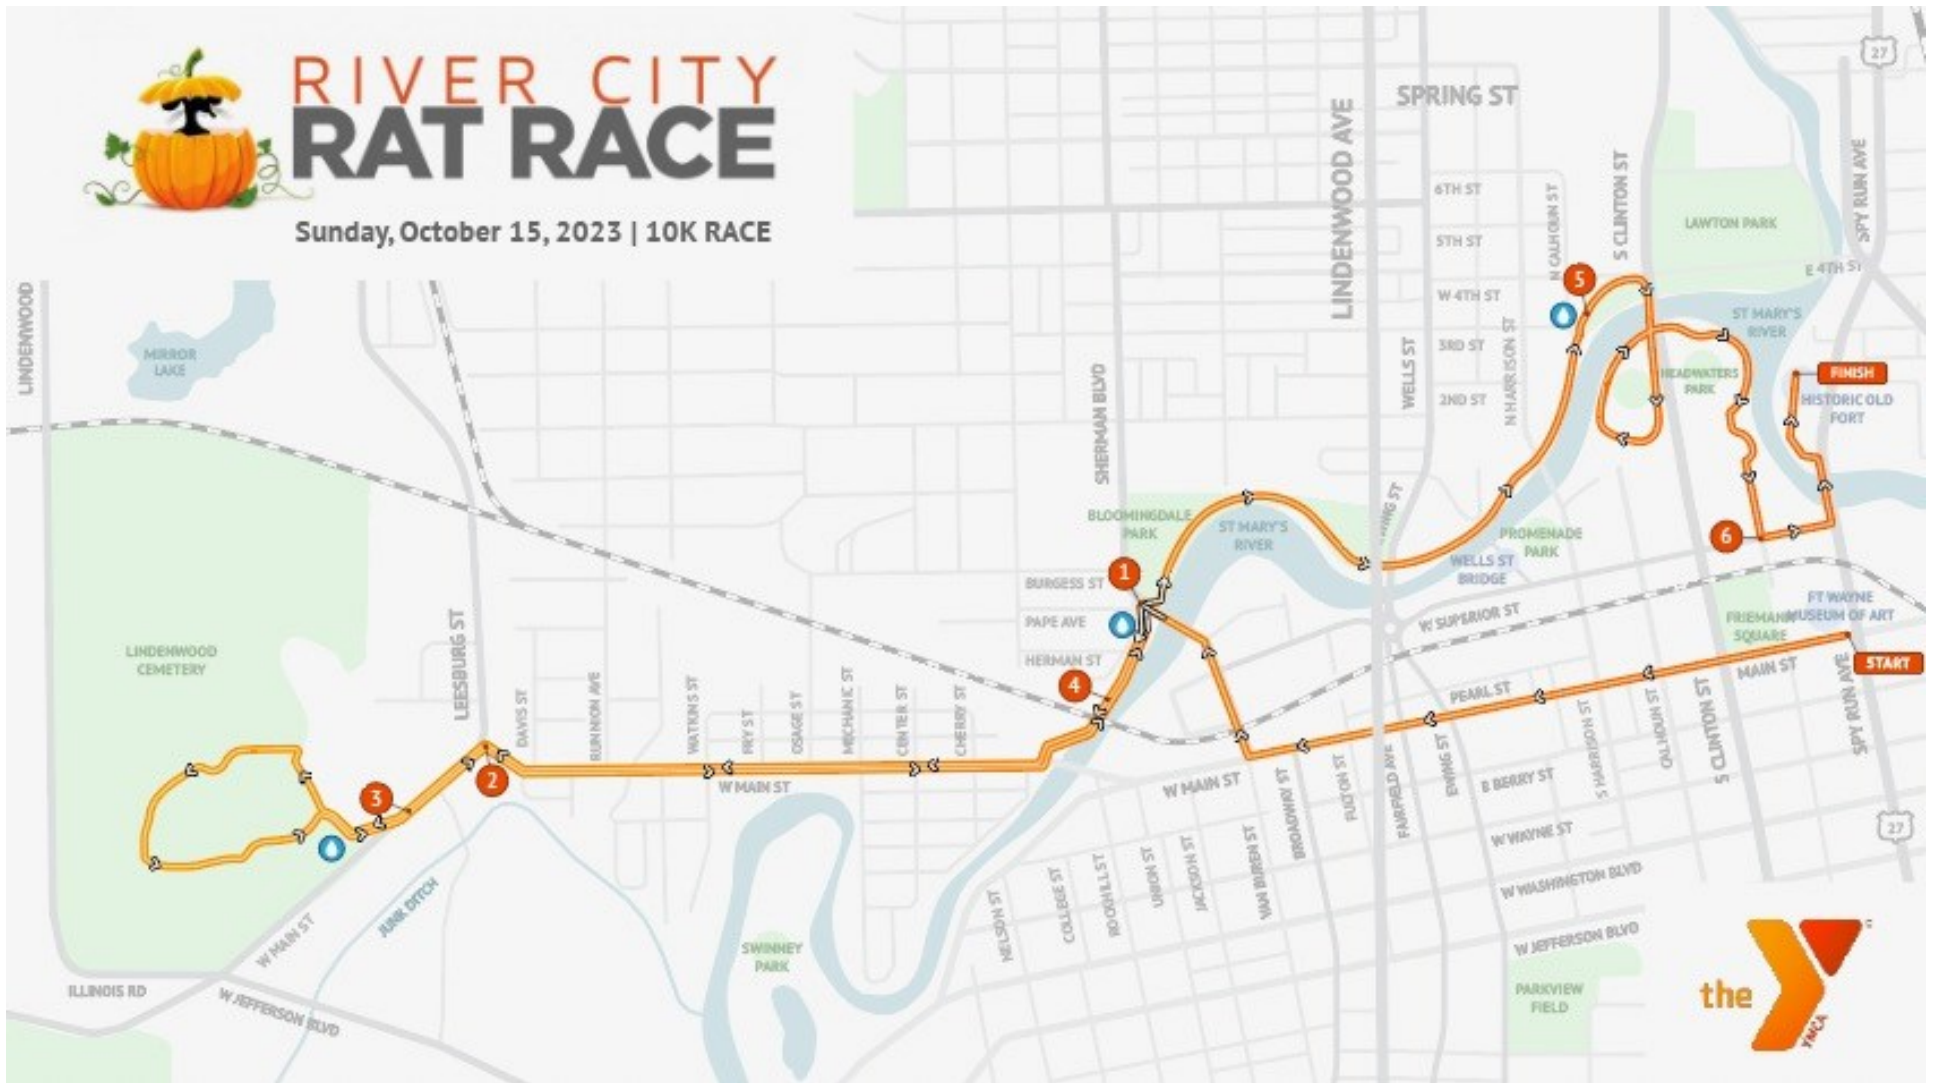 RIVER CITY
RAT RACE
Sunday, October 15, 2023 | 10K RACE
27
SPRING ST
LINDENWOOD AVE
6TH ST
5TH ST
W 4TH ST
3RD ST
2ND ST
N CALHOUN ST
N HARRISON ST
S CLINTON ST
SPY RUN AVE
LAWTON PARK
E 4TH ST
ST MARY'S
RIVER
5
HEADWATERS
PARK
FINISH
HISTORIC OLD
FORT
WELLS ST
SHERMAN BLVD
LINDENWOOD
MIRROR
LAKE
BLOOMINGDALE
PARK
ST MARY'S
RIVER
PROMENADE
PARK
WELLS ST
BRIDGE
6
1
BURGESS ST
PAPE AVE
HERMAN ST
4
W SUPERIOR ST
FT WAYNE
MUSEUM OF ART
FRIEMANN
SQUARE
START
MAIN ST
PEARL ST
LINDENWOOD
CEMETERY
LEESBURG ST
DAVIS ST
RUNNION AVE
WATKINS ST
FRY ST
OSAGE ST
MECHANIC ST
CENTER ST
CHERRY ST
2
3
W MAIN ST
W MAIN ST
BROADWAY ST
FULTON ST
FAIRFIELD AVE
EWING ST
S HARRISON ST
CALHOUN ST
S CLINTON ST
SPY RUN AVE
27
B BERRY ST
W WAYNE ST
W WASHINGTON BLVD
W JEFFERSON BLVD
VAN BUREN ST
JACKSON ST
UNION ST
ROCKHILL ST
COLLEGE ST
NELSON ST
JUNK DITCH
W MAIN ST
ILLINOIS RD
W JEFFERSON BLVD
SWINNEY
PARK
PARKVIEW
FIELD
the
YMCA